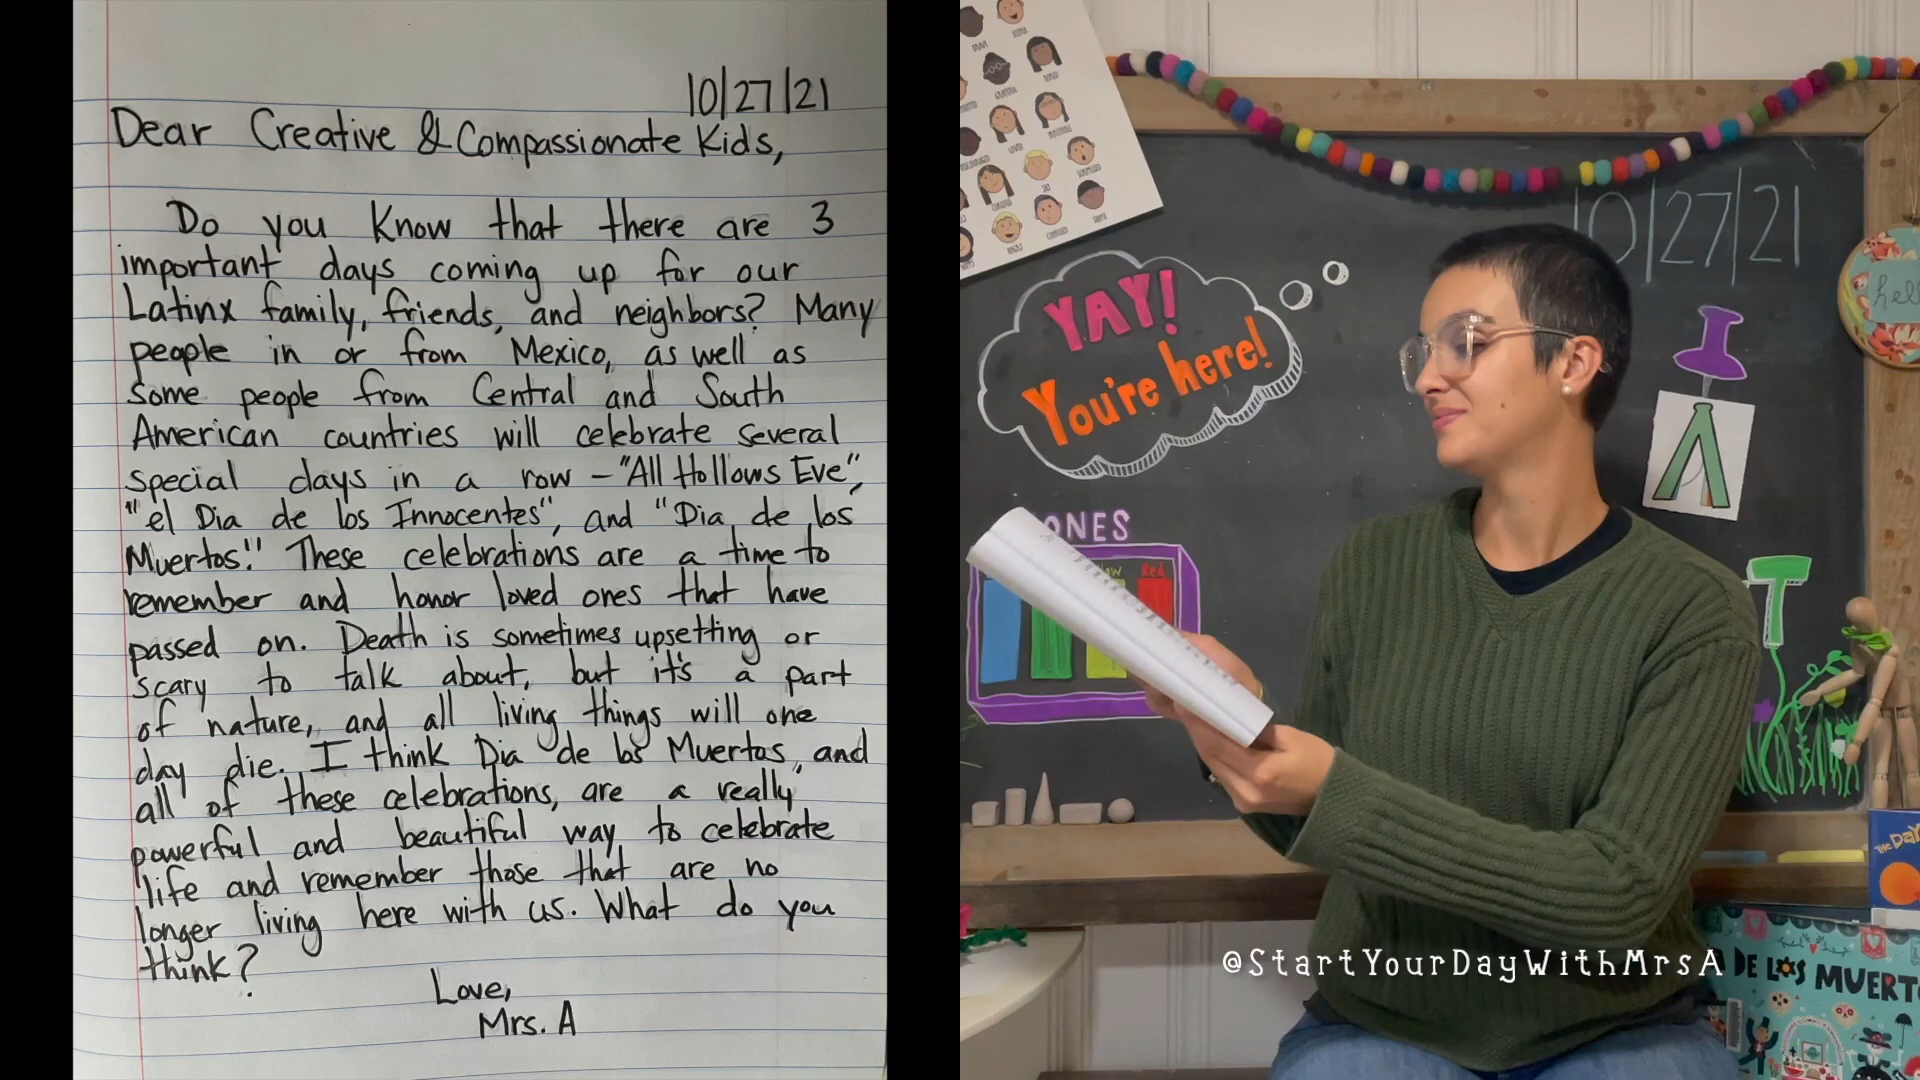 10/27/21
Dear Creative & Compassionate Kids,
Do you know that there are 3
important days coming up for our
Latinx family, friends, and neighbors? Many
people in or from Mexico, as well as
some people from Central and South
American countries will celebrate several
special days in a row – "All Hollows Eve",
"el Dia de los Innocentes", and "Dia de los
Muertos!" These celebrations are a time to
remember and honor loved ones that have
passed on. Death is sometimes upsetting or
scary to talk about, but it's a part
of nature, and all living things will one
day die. I think Dia de los Muertos, and
all of these celebrations, are a really
powerful and beautiful way to celebrate
life and remember those that are no
longer living here with us. What do you
think?
Love,
Mrs. A
10/27/21
YAY!
You're here!
hell
ONES
Red
T
The Day
@StartYourDayWithMrsA
DE LOS MUERTO